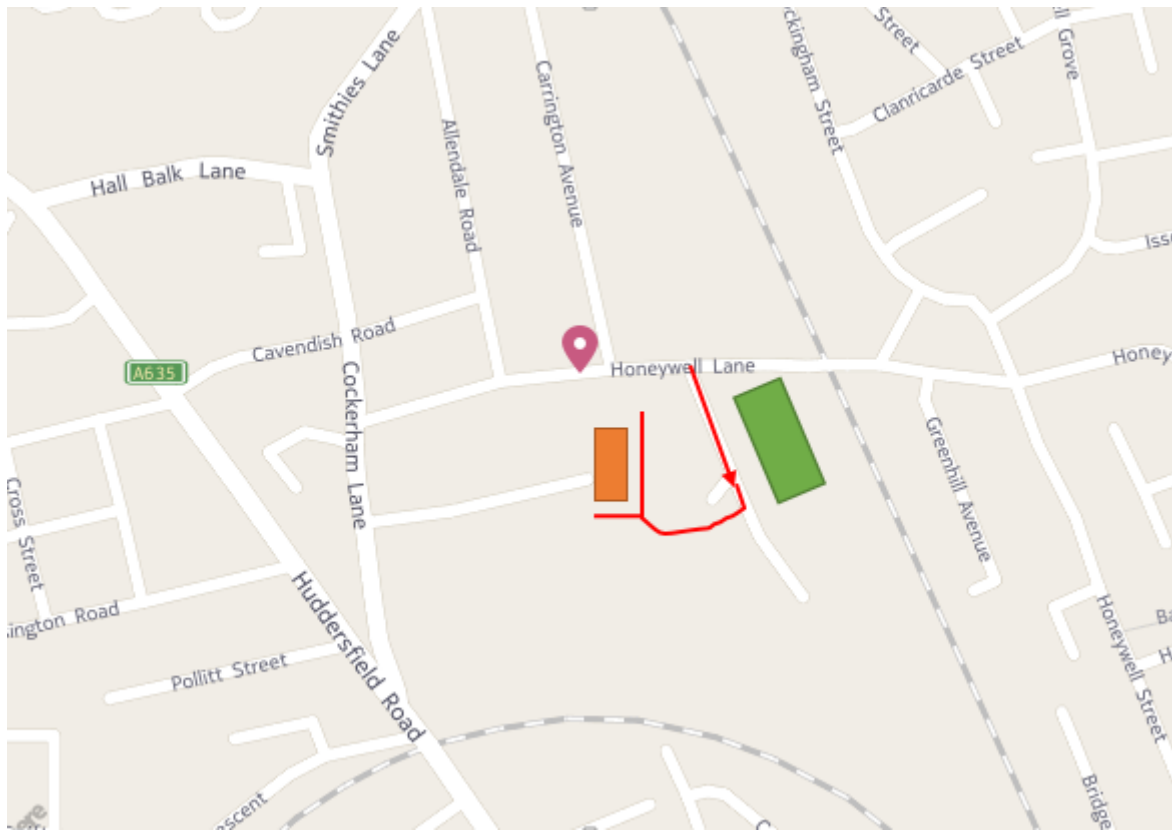 Smithies Lane
Carrington Avenue
Street
Clanricarde Street
Grove
Allendale Road
Hall Balk Lane
Cavendish Road
A635
Cockerham Lane
Honeywell Lane
Greenhill Avenue
Cross Street
Huddersfield Road
Pollitt Street
Honeywell Street